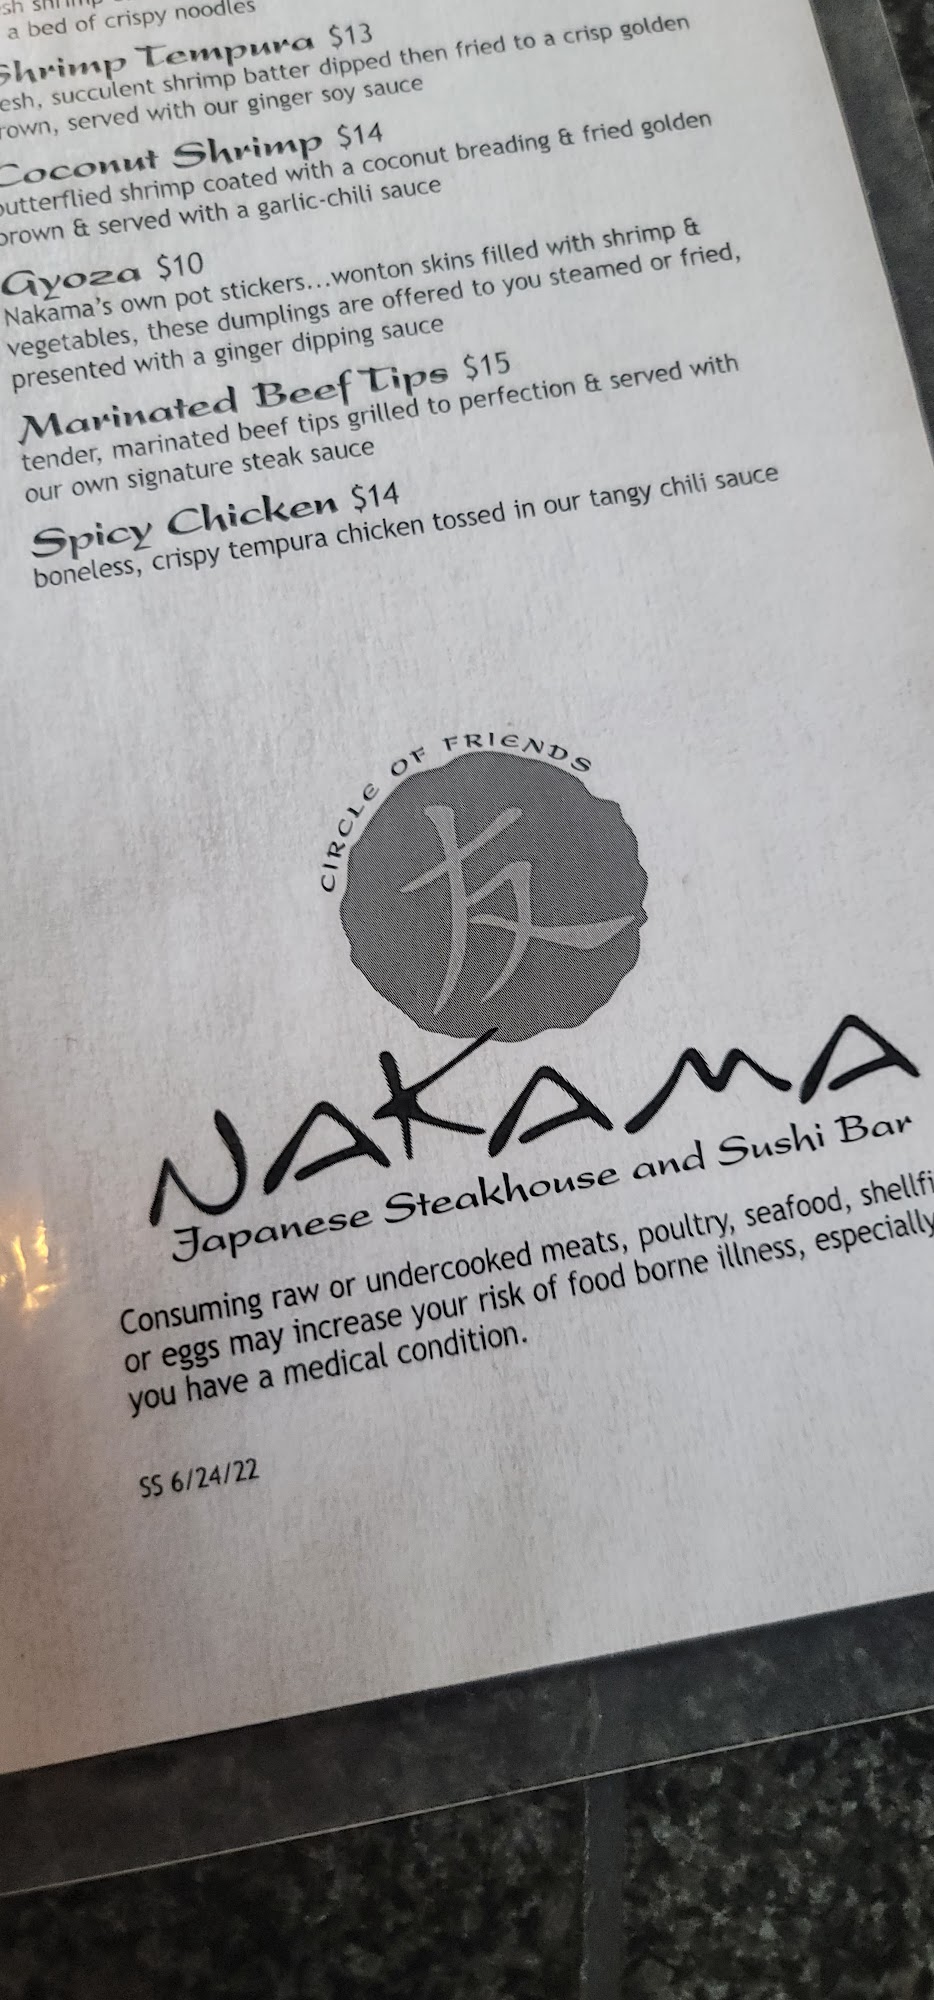 a bed of crispy noodles
Shrimp Tempura $13
esh, succulent shrimp batter dipped then fried to a crisp golden
rown, served with our ginger soy sauce
Coconut Shrimp $14
butterflied shrimp coated with a coconut breading & fried golden
brown & served with a garlic-chili sauce
Gyoza $10
Nakama's own pot stickers...wonton skins filled with shrimp &
vegetables, these dumplings are offered to you steamed or fried,
presented with a ginger dipping sauce
Marinated Beef Tips $15
tender, marinated beef tips grilled to perfection & served with
our own signature steak sauce
Spicy Chicken $14
boneless, crispy tempura chicken tossed in our tangy chili sauce
CIRCLE OF FRIENDS
友
NAKAMA
Japanese Steakhouse and Sushi Bar
Consuming raw or undercooked meats, poultry, seafood, shellfi
or eggs may increase your risk of food borne illness, especially
you have a medical condition.
SS 6/24/22